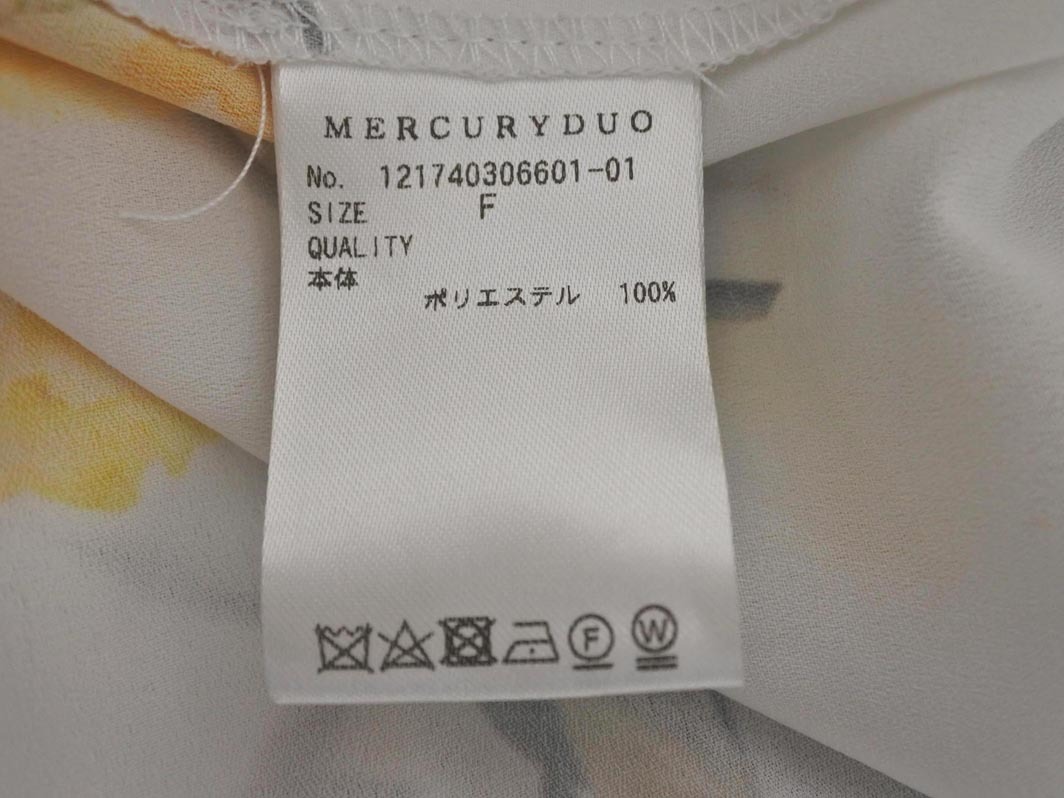 MERCURYDUO
No. 121740306601-01
SIZE F
QUALITY
本体
ポリエステル 100%
F W